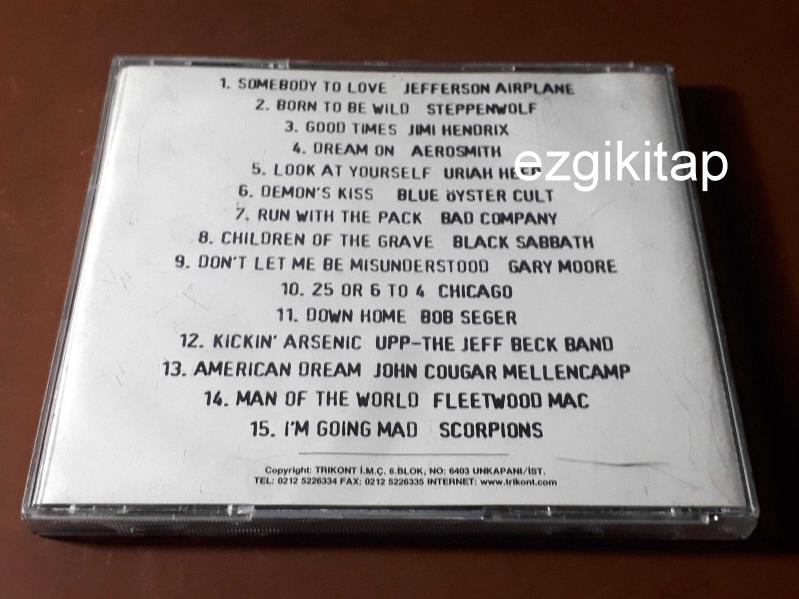 1. SOMEBODY TO LOVE JEFFERSON AIRPLANE
2. BORN TO BE WILD STEPPENWOLF
3. GOOD TIMES JIMI HENDRIX
4. DREAM ON AEROSMITH
5. LOOK AT YOURSELF URIAH HEEP
ezgikitap
6. DEMON'S KISS BLUE ÖYSTER CULT
7. RUN WITH THE PACK BAD COMPANY
8. CHILDREN OF THE GRAVE BLACK SABBATH
9. DON'T LET ME BE MISUNDERSTOOD GARY MOORE
10. 25 OR 6 TO 4 CHICAGO
11. DOWN HOME BOB SEGER
12. KICKIN' ARSENIC UPP-THE JEFF BECK BAND
13. AMERICAN DREAM JOHN COUGAR MELLENCAMP
14. MAN OF THE WORLD FLEETWOOD MAC
15. I'M GOING MAD SCORPIONS
Copyright: TRIKONT İ.M.Ç. 6.BLOK, NO: 6403 UNKAPANI/İST.
TEL: 0212 5226334 FAX: 0212 5226335 INTERNET: www.trikont.com